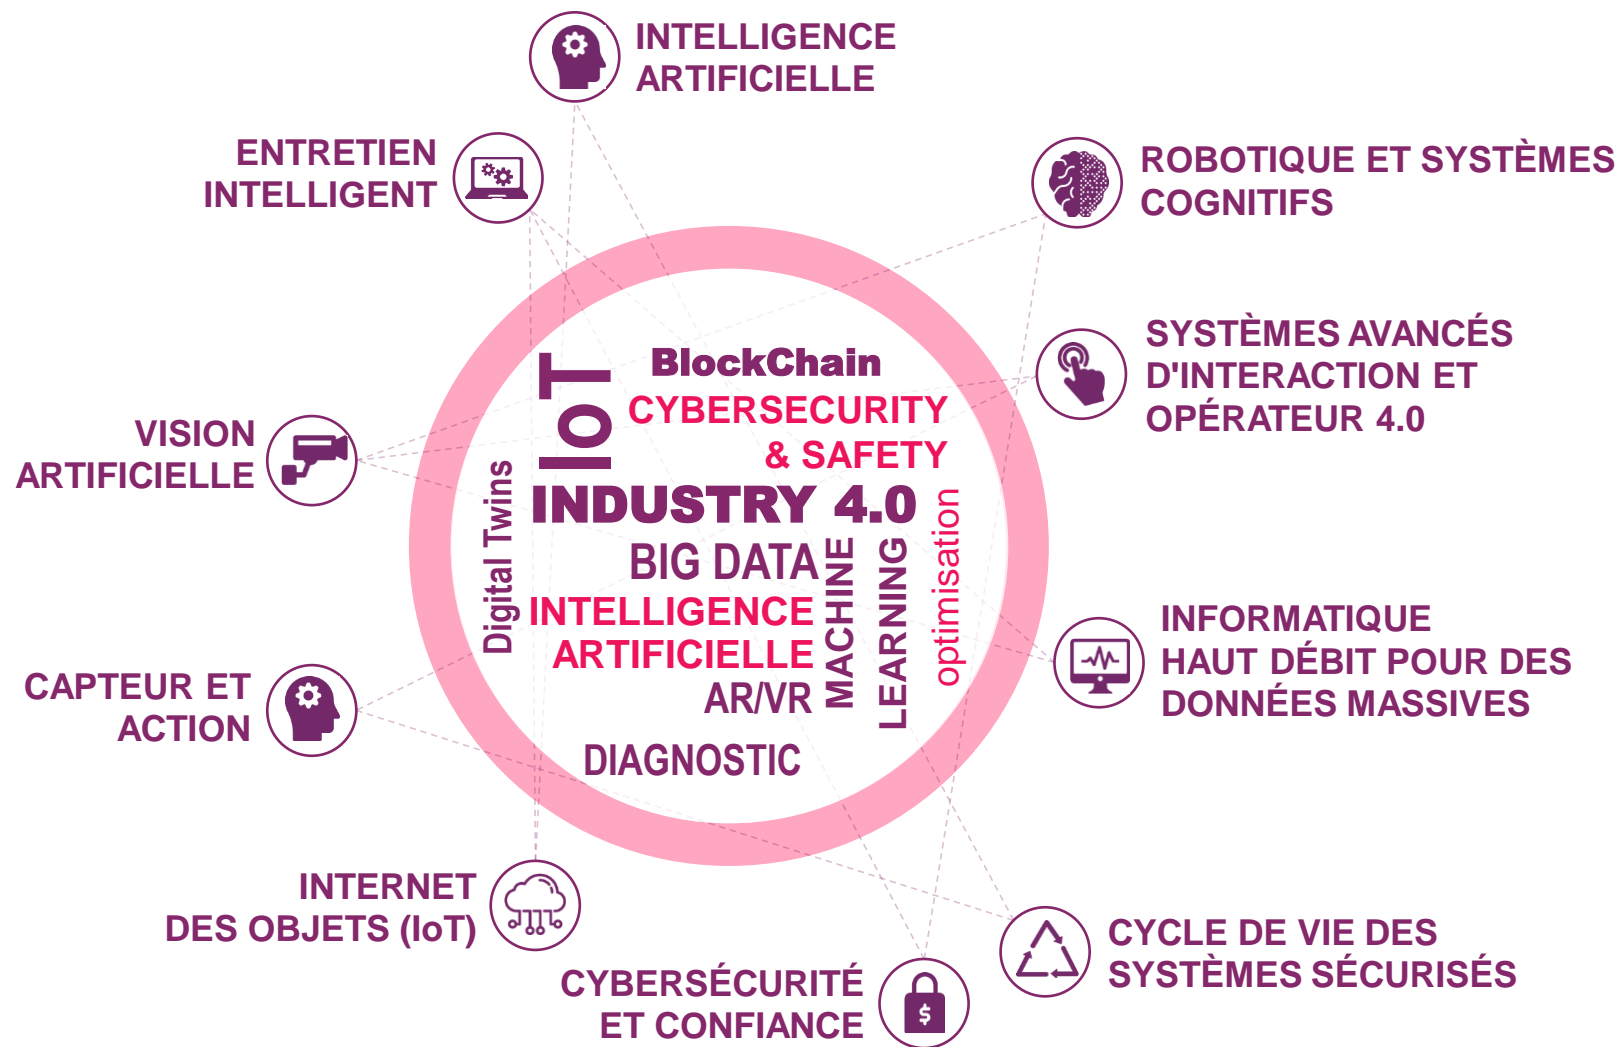 INTELLIGENCE
ARTIFICIELLE
ENTRETIEN
INTELLIGENT
ROBOTIQUE ET SYSTÈMES
COGNITIFS
SYSTÈMES AVANCÉS
D'INTERACTION ET
OPÉRATEUR 4.0
VISION
ARTIFICIELLE
IoT
BlockChain
CYBERSECURITY
& SAFETY
Digital Twins
INDUSTRY 4.0
BIG DATA
INTELLIGENCE
ARTIFICIELLE
AR/VR
MACHINE
LEARNING
optimisation
DIAGNOSTIC
INFORMATIQUE
HAUT DÉBIT POUR DES
DONNÉES MASSIVES
CAPTEUR ET
ACTION
INTERNET
DES OBJETS (IoT)
CYBERSÉCURITÉ
ET CONFIANCE
$
CYCLE DE VIE DES
SYSTÈMES SÉCURISÉS